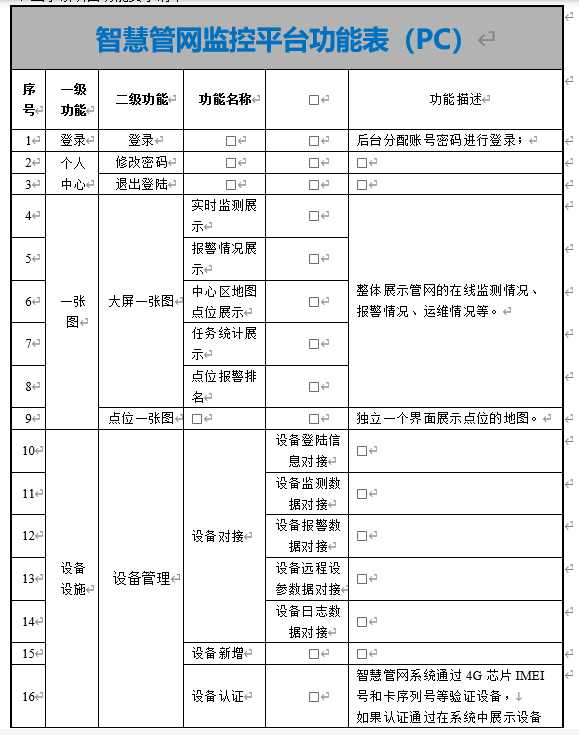 智慧管网监控平台功能表（PC）
序号 一级功能 二级功能 功能名称 功能描述
1 登录 登录 后台分配账号密码进行登录；
2 个人中心 修改密码
3 退出登陆
4 一张图 大屏一张图 实时监测展示 整体展示管网的在线监测情况、报警情况、运维情况等。
5 报警情况展示
6 中心区地图点位展示
7 任务统计展示
8 点位报警排名
9 点位一张图 独立一个界面展示点位的地图。
10 设备设施 设备管理 设备对接 设备登陆信息对接
11 设备监测数据对接
12 设备报警数据对接
13 设备远程设参数据对接
14 设备日志数据对接
15 设备新增
16 设备认证 智慧管网系统通过 4G 芯片 IMEI 号和卡序列号等验证设备，
如果认证通过在系统中展示设备